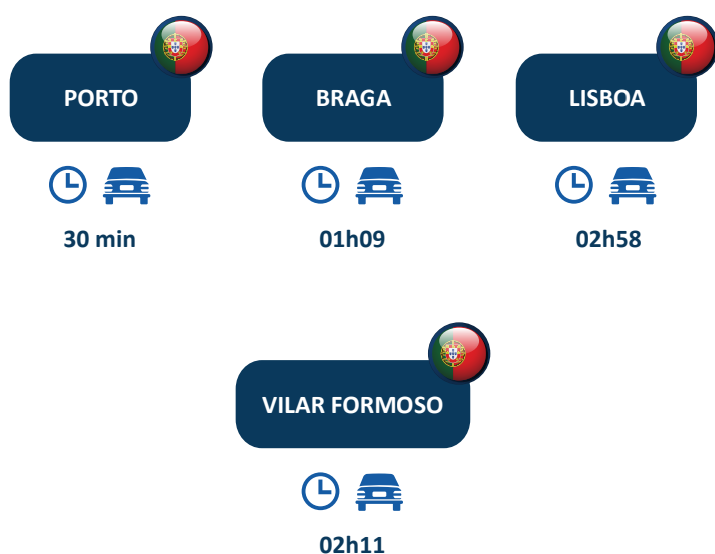 PORTO
BRAGA
LISBOA
30 min
01h09
02h58
VILAR FORMOSO
02h11